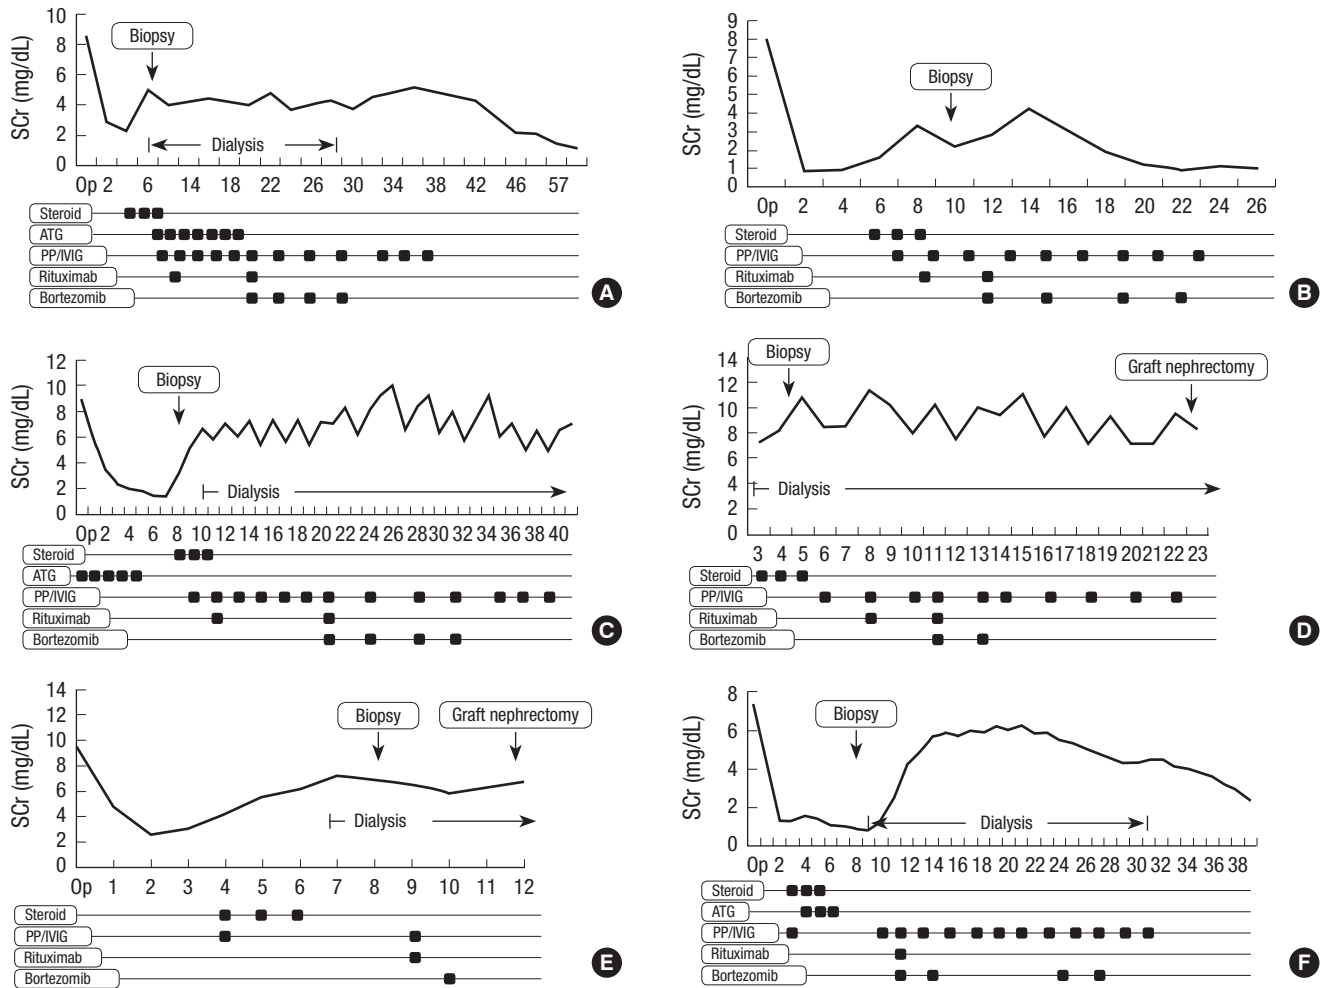 10
8
6
4
2
0
SCr (mg/dL)
Biopsy
Dialysis
Op 2 6 14 18 22 26 30 34 38 42 46 57
Steroid
ATG
PP/IVIG
Rituximab
Bortezomib
A
9
8
7
6
5
4
3
2
1
0
SCr (mg/dL)
Biopsy
Op 2 4 6 8 10 12 14 16 18 20 22 24 26
Steroid
PP/IVIG
Rituximab
Bortezomib
B
12
10
8
6
4
2
0
SCr (mg/dL)
Biopsy
Dialysis
Op 2 4 6 8 10 12 14 16 18 20 22 24 26 28 30 32 34 36 38 40
Steroid
ATG
PP/IVIG
Rituximab
Bortezomib
C
14
12
10
8
6
4
2
0
SCr (mg/dL)
Biopsy
Graft nephrectomy
Dialysis
3 4 5 6 7 8 9 10 11 12 13 14 15 16 17 18 19 20 21 22 23
Steroid
PP/IVIG
Rituximab
Bortezomib
D
14
12
10
8
6
4
2
0
SCr (mg/dL)
Biopsy
Graft nephrectomy
Dialysis
Op 1 2 3 4 5 6 7 8 9 10 11 12
Steroid
PP/IVIG
Rituximab
Bortezomib
E
8
6
4
2
0
SCr (mg/dL)
Biopsy
Dialysis
Op 2 4 6 8 10 12 14 16 18 20 22 24 26 28 30 32 34 36 38
Steroid
ATG
PP/IVIG
Rituximab
Bortezomib
F